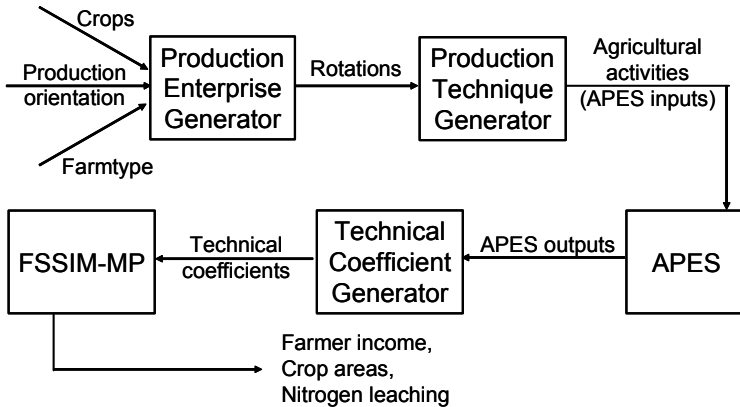 Crops
Production
orientation
Farmtype
Production
Enterprise
Generator
Rotations
Production
Technique
Generator
Agricultural
activities
(APES inputs)
FSSIM-MP
Technical
coefficients
Technical
Coefficient
Generator
APES outputs
APES
Farmer income,
Crop areas,
Nitrogen leaching